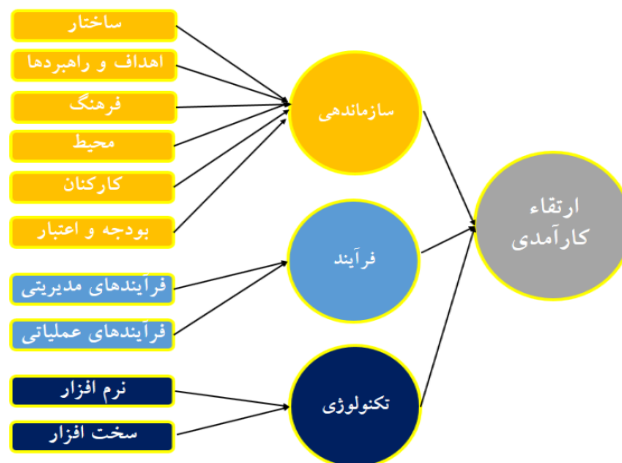 ساختار
اهداف و راهبردها
فرهنگ
محیط
کارکنان
بودجه و اعتبار
فرآیندهای مدیریتی
فرآیندهای عملیاتی
نرم افزار
سخت افزار
سازماندهی
فرآیند
تکنولوژی
ارتقاء
کارآمدی